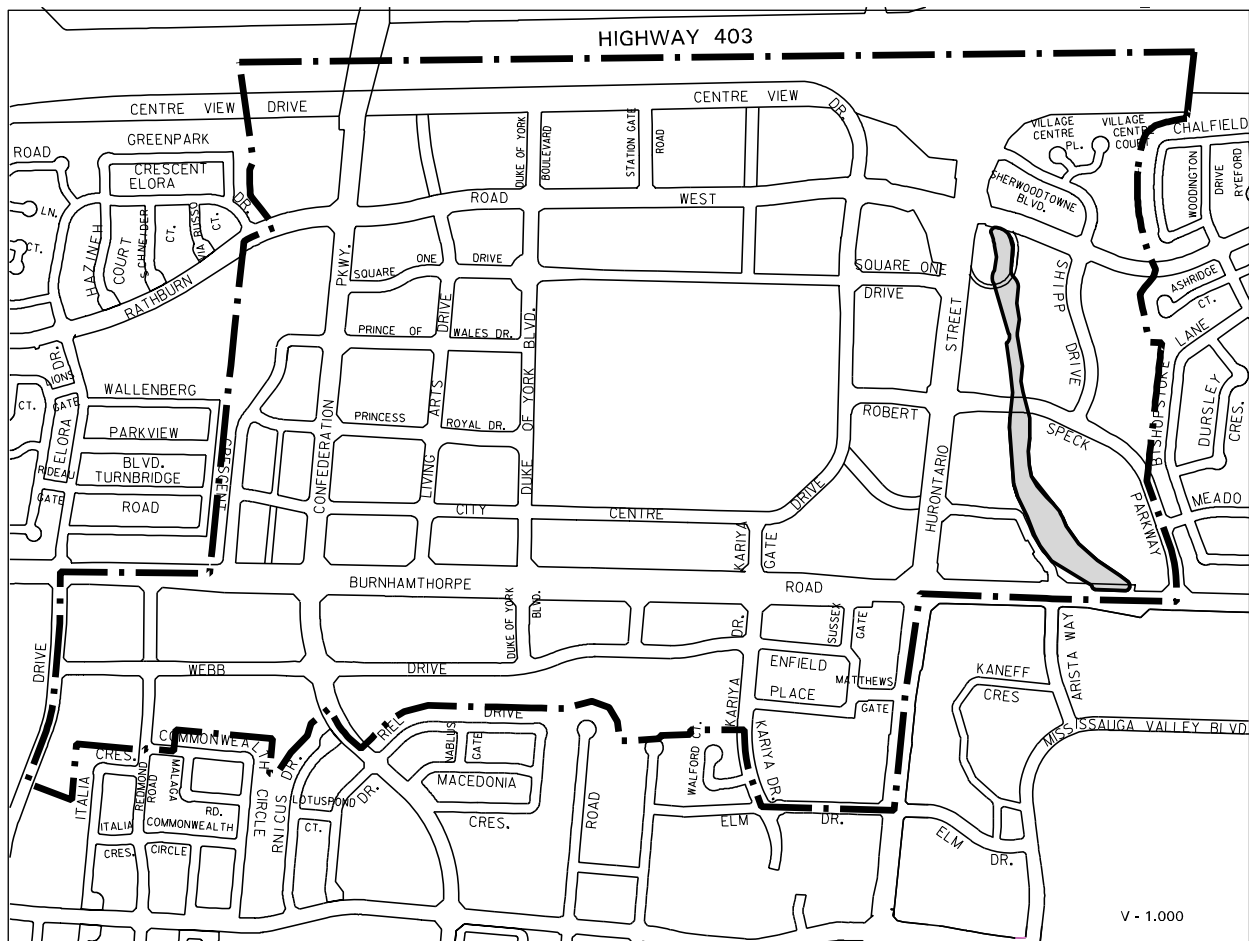 HIGHWAY 403
CENTRE VIEW DRIVE
CENTRE VIEW DR.
GREENPARK
ROAD
CRESCENT
ELORA
DR.
LN.
CT.
HAZINEH
COURT
SCHNEIDER
CT.
RUSSO
CT.
RATHBURN
ROAD
WEST
DUKE OF YORK
BOULEVARD
STATION GATE
ROAD
VILLAGE
CENTRE
PL.
VILLAGE
CENTRE
COURT
CHALFIELD
WOODINGTON
DRIVE
RYEFORD
SHERWOODTOWNE
BLVD.
SQUARE ONE DRIVE
PKWY.
SQUARE ONE
DRIVE
STREET
SHIPP
DRIVE
ASHRIDGE
CT.
LANE
BISHOPSTOKE
PRINCE OF WALES DR.
DRIVE
BLVD.
DR.
LIONS
GATE
CT.
ELORA
RIDEAU
GATE
WALLENBERG
PARKVIEW
BLVD.
TURNBRIDGE
ROAD
CRESCENT
CONFEDERATION
PRINCESS ROYAL DR.
LIVING ARTS
DUKE OF YORK
ROBERT
SPECK
PARKWAY
DURSLEY
CRES.
MEADO
HURONTARIO
CITY CENTRE DRIVE
KARIYA
GATE
BURNHAMTHORPE ROAD
DUKE OF YORK
BLVD.
DR.
SUSSEX
GATE
DRIVE
WEBB DRIVE
ENFIELD
PLACE
MATTHEWS
GATE
KARIYA
KANEFF
CRES
ARISTA WAY
MISSISSAUGA VALLEY BLVD
RIEL DRIVE
COMMONWEALTH
CIRCLE
CRES.
ITALIA
REDMOND
ROAD
MALAGA
RD.
ITALIA
CRES.
COMMONWEALTH
CIRCLE
DR.
LOTUSPOND
CT.
DR.
NABLUS
GATE
MACEDONIA
CRES.
ROAD
WALFORD CT.
KARIYA DR.
ELM DR.
ELM DR.
V - 1.000